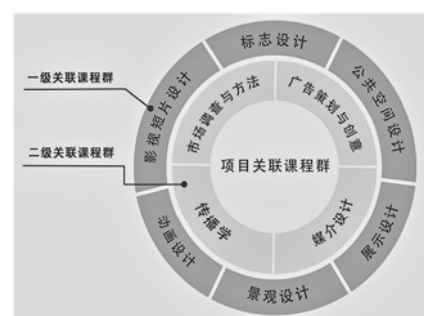 标志设计
一级关联课程群
影视短片设计
市场调查与方法
广告策划与创意
公共空间设计
二级关联课程群
项目关联课程群
传播学
媒介设计
动画设计
展示设计
景观设计